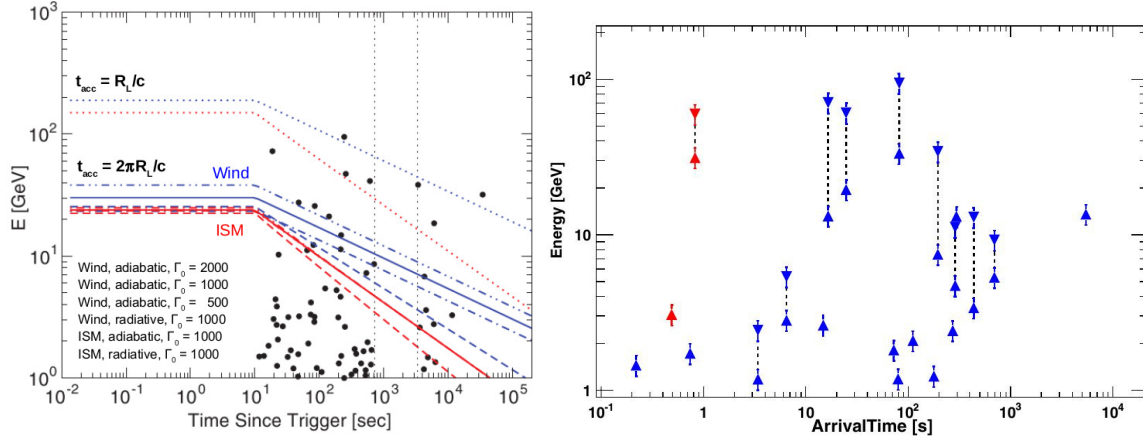 10³
10²
10¹
10⁰
E [GeV]
t_acc = R_L/c
t_acc = 2πR_L/c
Wind
ISM
Wind, adiabatic, Γ₀ = 2000
Wind, adiabatic, Γ₀ = 1000
Wind, adiabatic, Γ₀ = 500
Wind, radiative, Γ₀ = 1000
ISM, adiabatic, Γ₀ = 1000
ISM, radiative, Γ₀ = 1000
10⁻² 10⁻¹ 10⁰ 10¹ 10² 10³ 10⁴ 10⁵
Time Since Trigger [sec]
Energy [GeV]
10²
10
1
10⁻¹ 1 10 10² 10³ 10⁴
ArrivalTime [s]